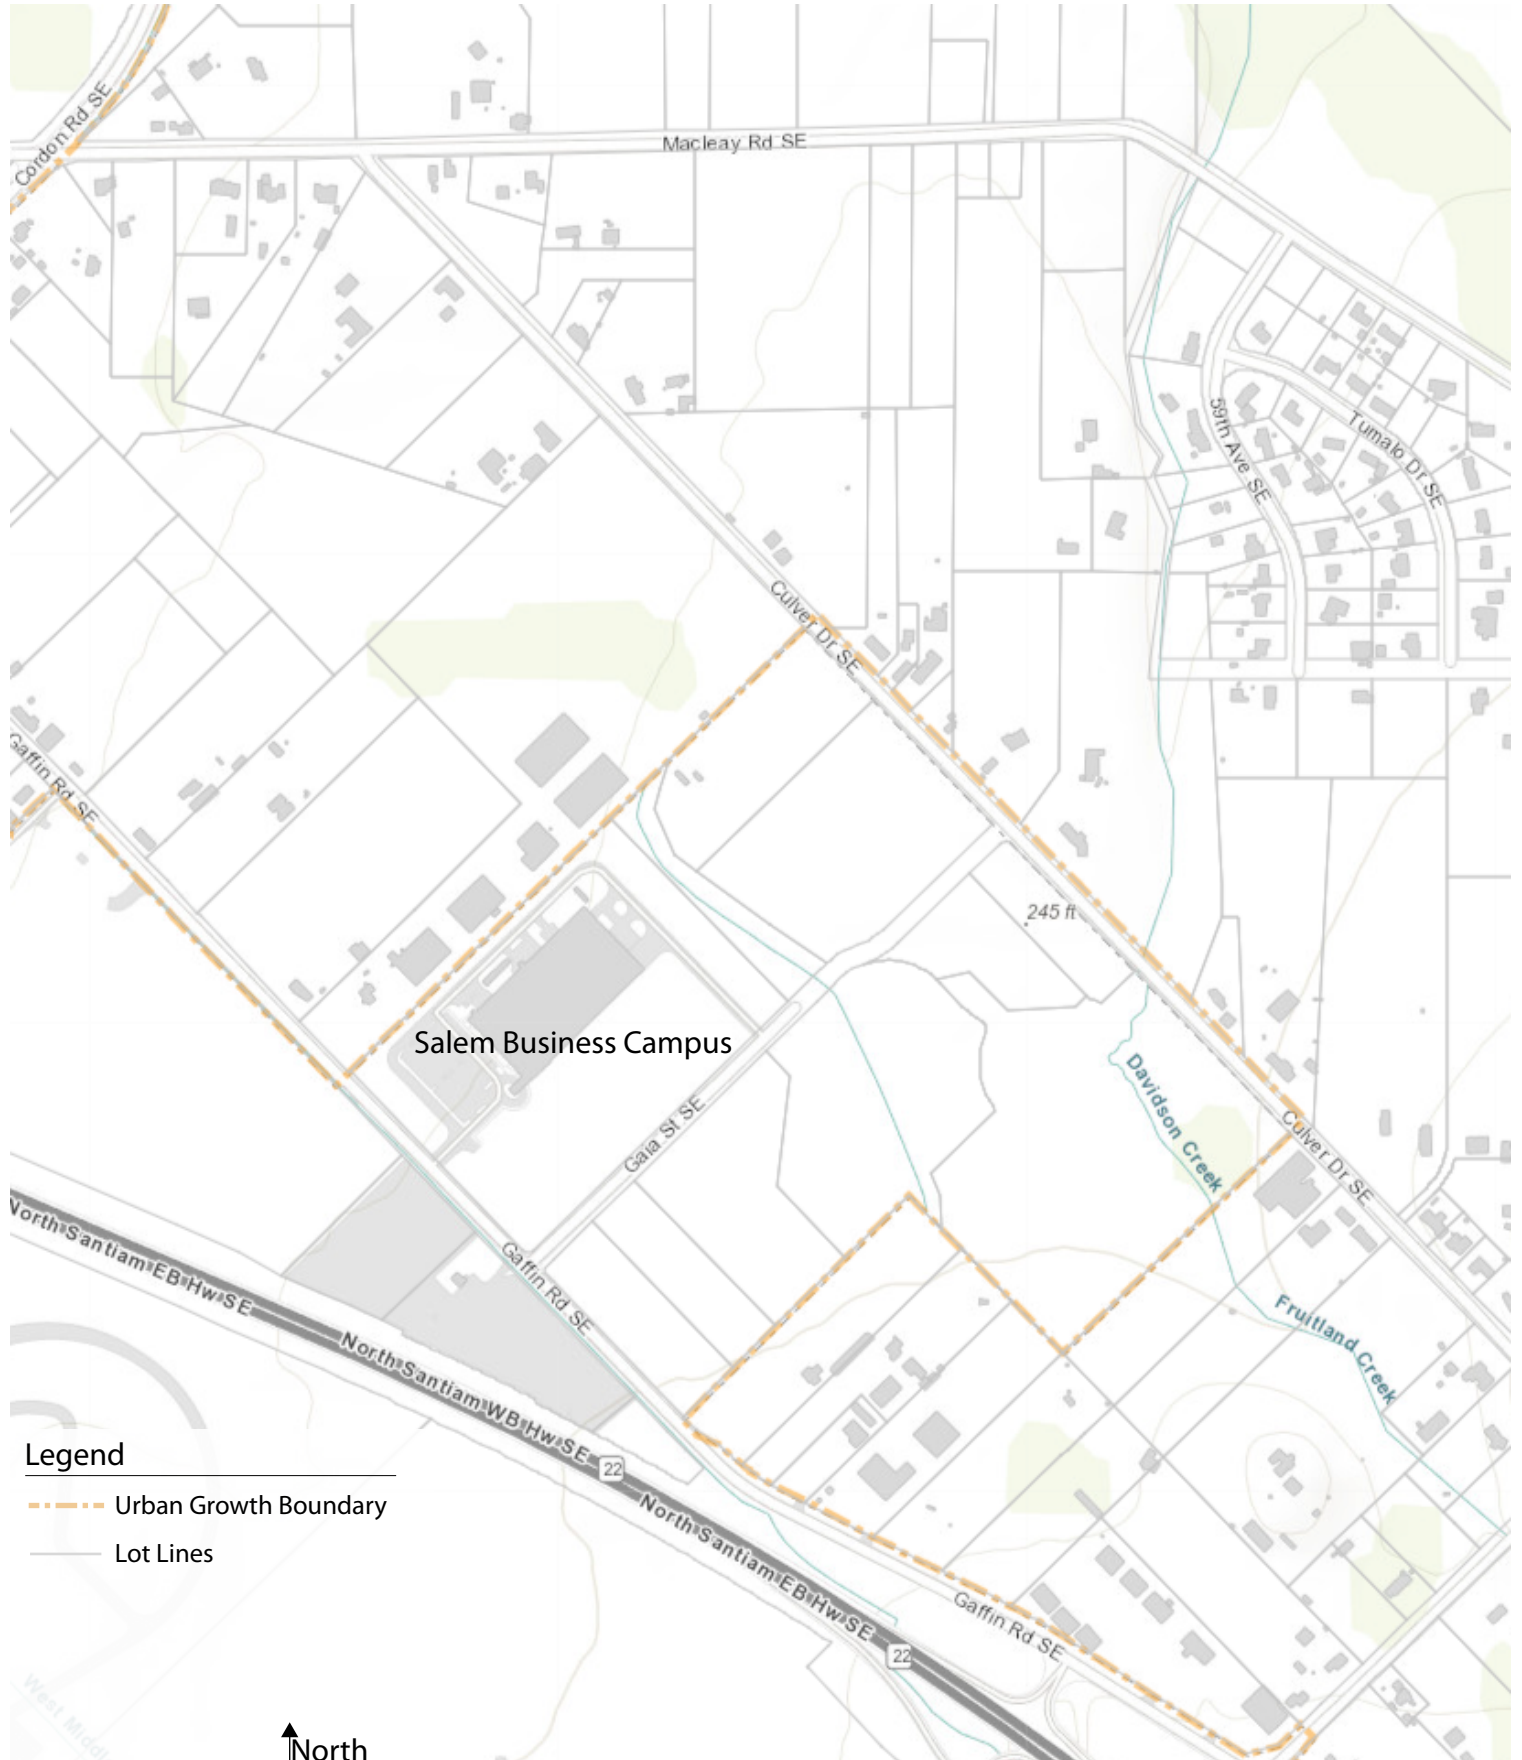 Cordon Rd SE
Macleay Rd SE
59th Ave SE
Tumalo Dr SE
Culver Dr SE
Gaffin Rd SE
245 ft
Salem Business Campus
Davidson Creek
Gaia St SE
Culver Dr SE
North Santiam EB Hw SE
Gaffin Rd SE
Fruitland Creek
North Santiam WB Hw SE
22
Legend
Urban Growth Boundary
Lot Lines
North Santiam EB Hw SE
Gaffin Rd SE
22
West Middl
North